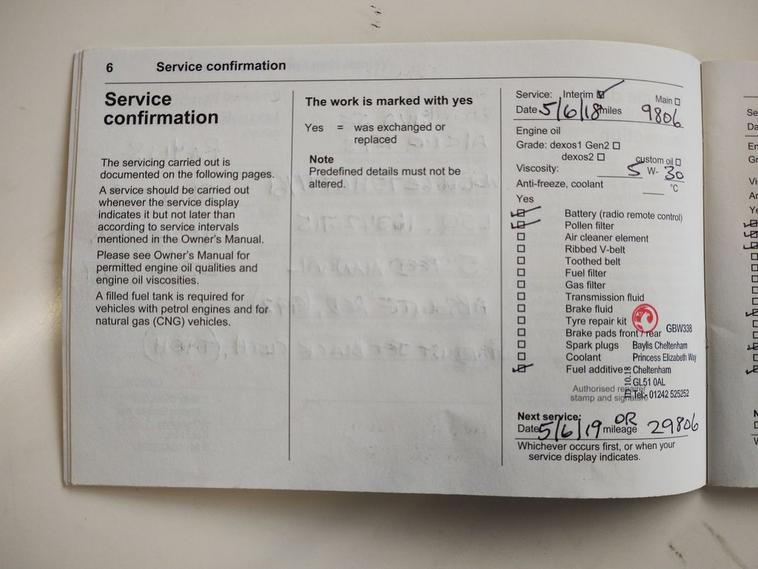 6 Service confirmation
Service
confirmation
The servicing carried out is
documented on the following pages.
A service should be carried out
whenever the service display
indicates it but not later than
according to service intervals
mentioned in the Owner's Manual.
Please see Owner's Manual for
permitted engine oil qualities and
engine oil viscosities.
A filled fuel tank is required for
vehicles with petrol engines and for
natural gas (CNG) vehicles.
The work is marked with yes
Yes = was exchanged or
replaced
Note
Predefined details must not be
altered.
Service: Interim Main
Date 5/6/18 miles 9806
Engine oil
Grade: dexos1 Gen2
dexos2 custom oil
Viscosity: 5 W- 30
Anti-freeze, coolant °C
Yes
Battery (radio remote control)
Pollen filter
Air cleaner element
Ribbed V-belt
Toothed belt
Fuel filter
Gas filter
Transmission fluid
Brake fluid
Tyre repair kit
Brake pads front / rear GBW338
Spark plugs Baylis Cheltenham
Coolant Princess Elizabeth Way
Fuel additive Cheltenham
GL51 0AL
Authorised repairer
stamp and signature Tel:- 01242 525252
Next service: OR
Date 5/6/19 mileage 29806
Whichever occurs first, or when your
service display indicates.